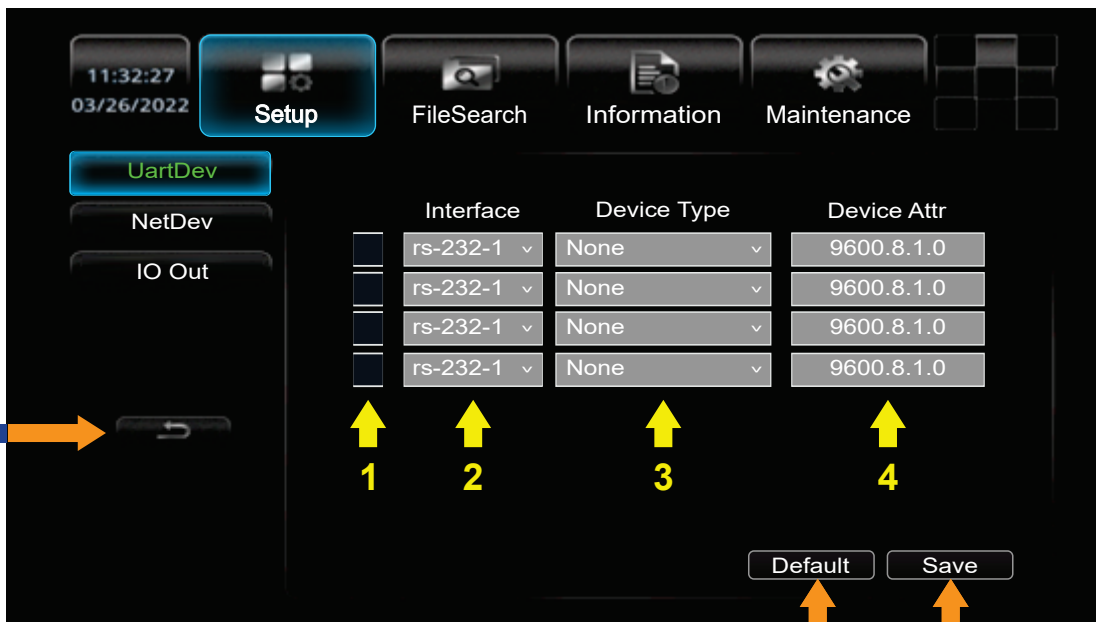 11:32:27
03/26/2022
Setup
FileSearch
Information
Maintenance
UartDev
NetDev
IO Out
Interface Device Type Device Attr
rs-232-1 None 9600.8.1.0
rs-232-1 None 9600.8.1.0
rs-232-1 None 9600.8.1.0
rs-232-1 None 9600.8.1.0
1 2 3 4
Default Save